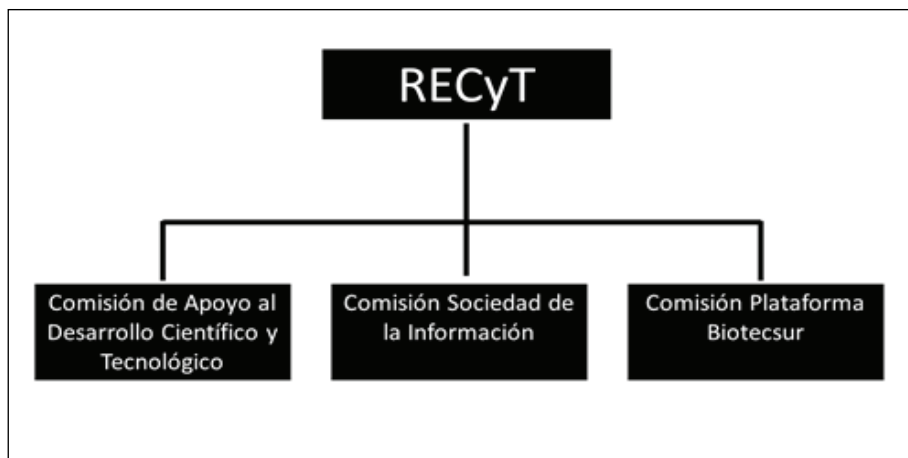 RECyT
Comisión de Apoyo al
Desarrollo Científico y
Tecnológico
Comisión Sociedad de
la Información
Comisión Plataforma
Biotecsur